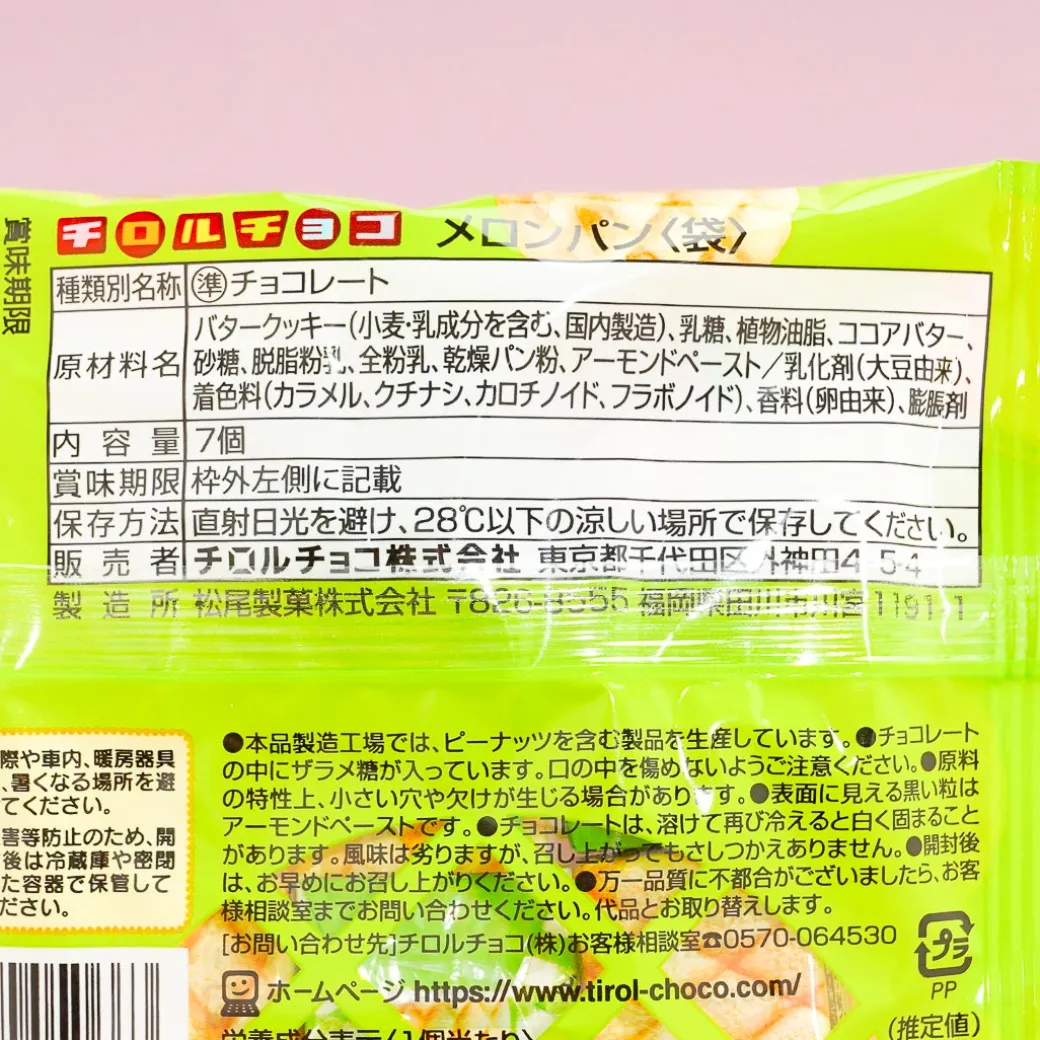 賞味期限
チロルチョコ メロンパン〈袋〉
種類別名称 ㊜チョコレート
原材料名 バタークッキー(小麦・乳成分を含む、国内製造)、乳糖、植物油脂、ココアバター、
砂糖、脱脂粉乳、全粉乳、乾燥パン粉、アーモンドペースト/乳化剤(大豆由来)、
着色料(カラメル、クチナシ、カロチノイド、フラボノイド)、香料(卵由来)、膨脹剤
内容量 7個
賞味期限 枠外左側に記載
保存方法 直射日光を避け、28℃以下の涼しい場所で保存してください。
販売者 チロルチョコ株式会社 東京都千代田区外神田4-5-4
製造所 松尾製菓株式会社 〒826-8555 福岡県田川市川宮1191-1
際や車内、暖房器具
、暑くなる場所を避
てください。
害等防止のため、開
後は冷蔵庫や密閉
た容器で保管して
ださい。
●本品製造工場では、ピーナッツを含む製品を生産しています。●チョコレート
の中にザラメ糖が入っています。口の中を傷めないようご注意ください。●原料
の特性上、小さい穴や欠けが生じる場合があります。●表面に見える黒い粒は
アーモンドペーストです。●チョコレートは、溶けて再び冷えると白く固まること
があります。風味は劣りますが、召し上がってもさしつかえありません。●開封後
は、お早めにお召し上がりください。●万一品質に不都合がございましたら、お客
様相談室までお問い合わせください。代品とお取り替えします。
[お問い合わせ先]チロルチョコ(株)お客様相談室☎0570-064530
ホームページ https://www.tirol-choco.com/
プラ
PP
栄養成分表示(1個当たり)
(推定値)